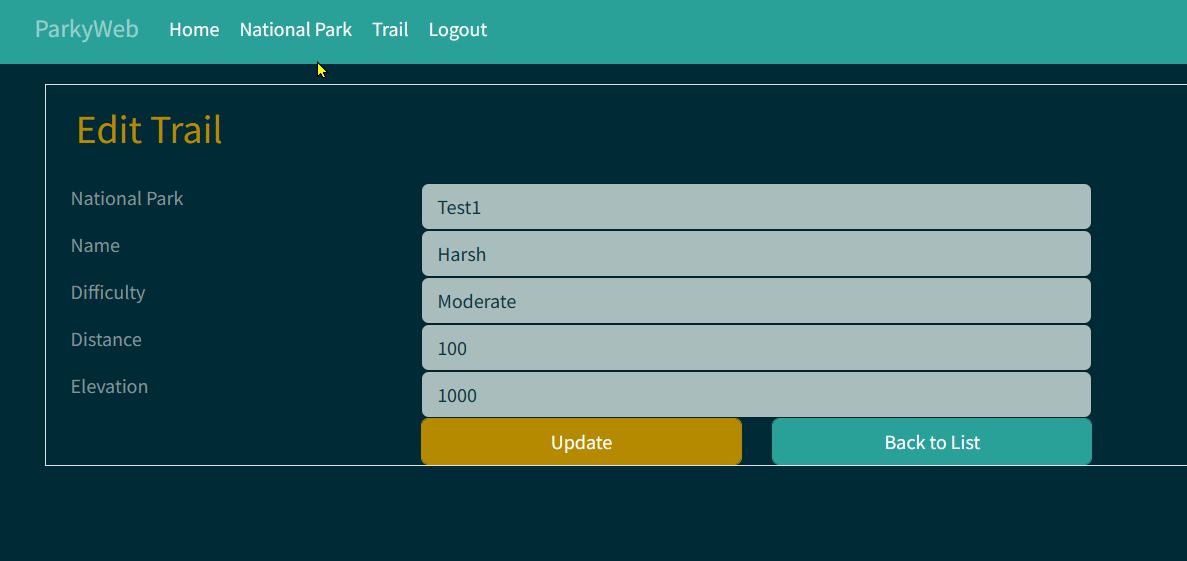 ParkyWeb Home National Park Trail Logout
Edit Trail
National Park Test1
Name Harsh
Difficulty Moderate
Distance 100
Elevation 1000
Update Back to List